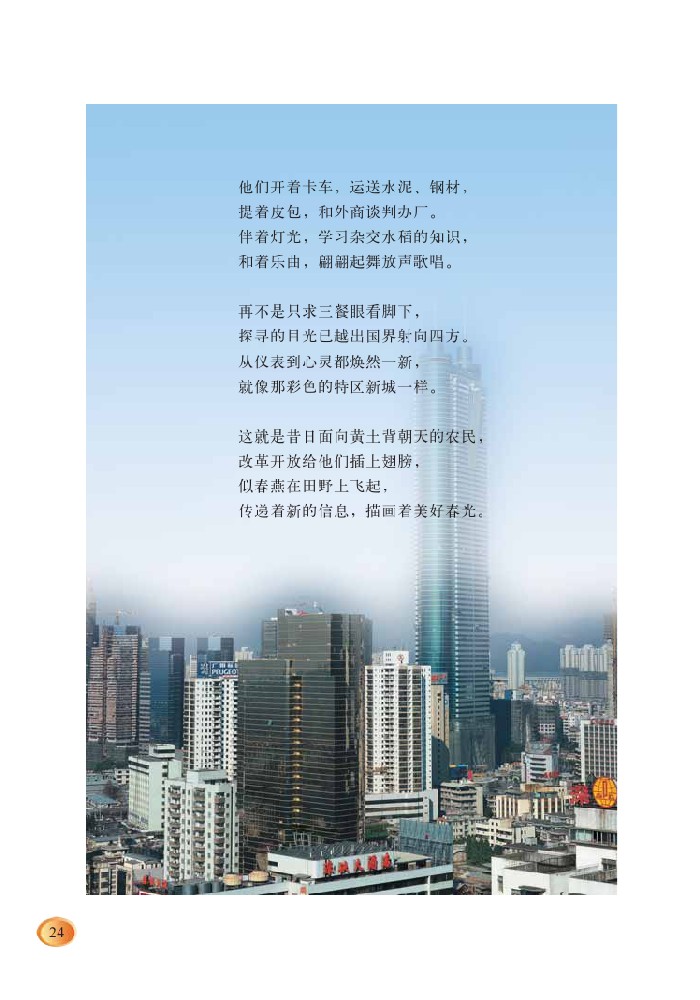 他们开着卡车，运送水泥、钢材，
提着皮包，和外商谈判办厂。
伴着灯光，学习杂交水稻的知识，
和着乐曲，翩翩起舞放声歌唱。
再不是只求三餐眼看脚下，
探寻的目光已越出国界射向四方。
从仪表到心灵都焕然一新，
就像那彩色的特区新城一样。
这就是昔日面向黄土背朝天的农民，
改革开放给他们插上翅膀，
似春燕在田野上飞起，
传递着新的信息，描画着美好春光。
PEUGEOT
24